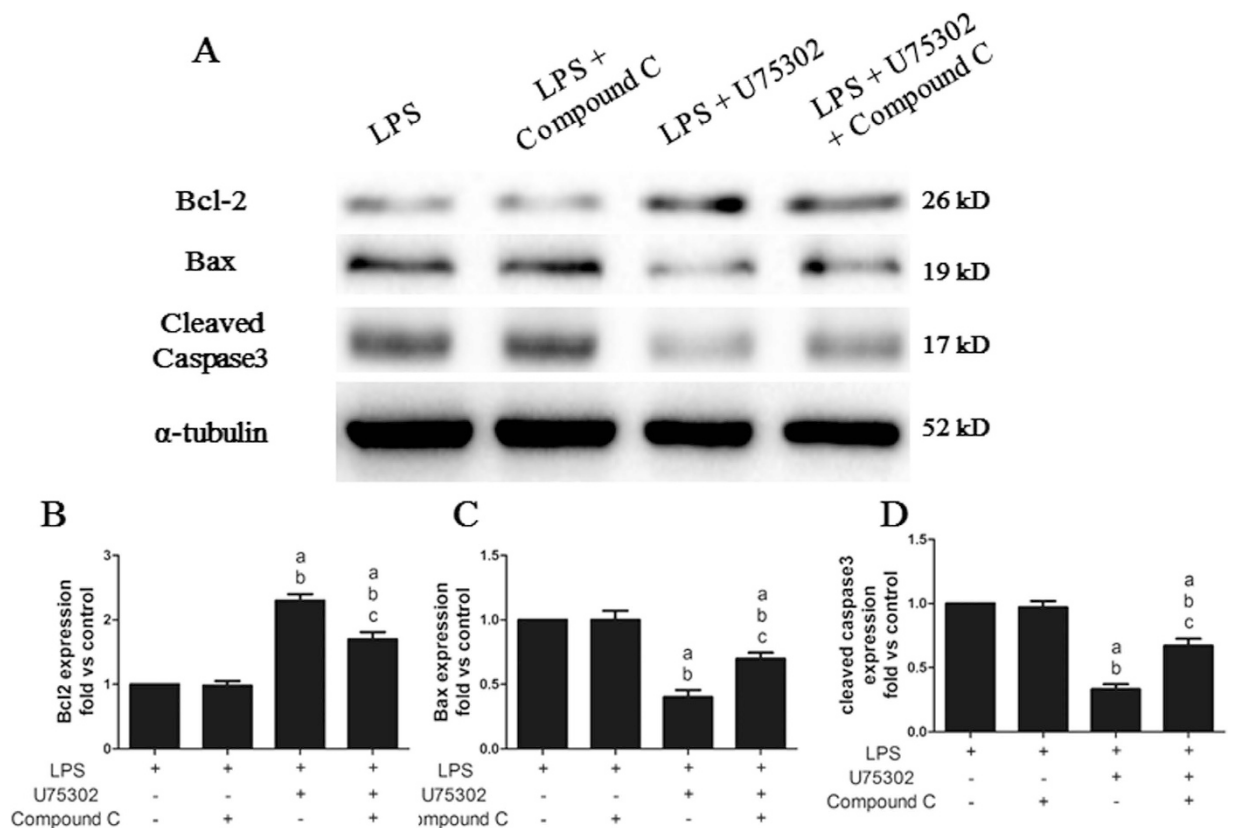 A
LPS
LPS +
Compound C
LPS + U75302
LPS + U75302
+ Compound C
Bcl-2
26 kD
Bax
19 kD
Cleaved
Caspase3
17 kD
α-tubulin
52 kD
B
Bcl2 expression
fold vs control
3
2
1
0
a
b
a
b
c
LPS + + + +
U75302 - - + +
Compound C - + - +
C
Bax expression
fold vs control
1.5
1.0
0.5
0.0
a
b
a
b
c
+ + + +
- - + +
ompound C - + - +
D
cleaved caspase3
expression
fold vs control
1.5
1.0
0.5
0.0
a
b
a
b
c
LPS + + + +
U75302 - - + +
Compound C - + - +